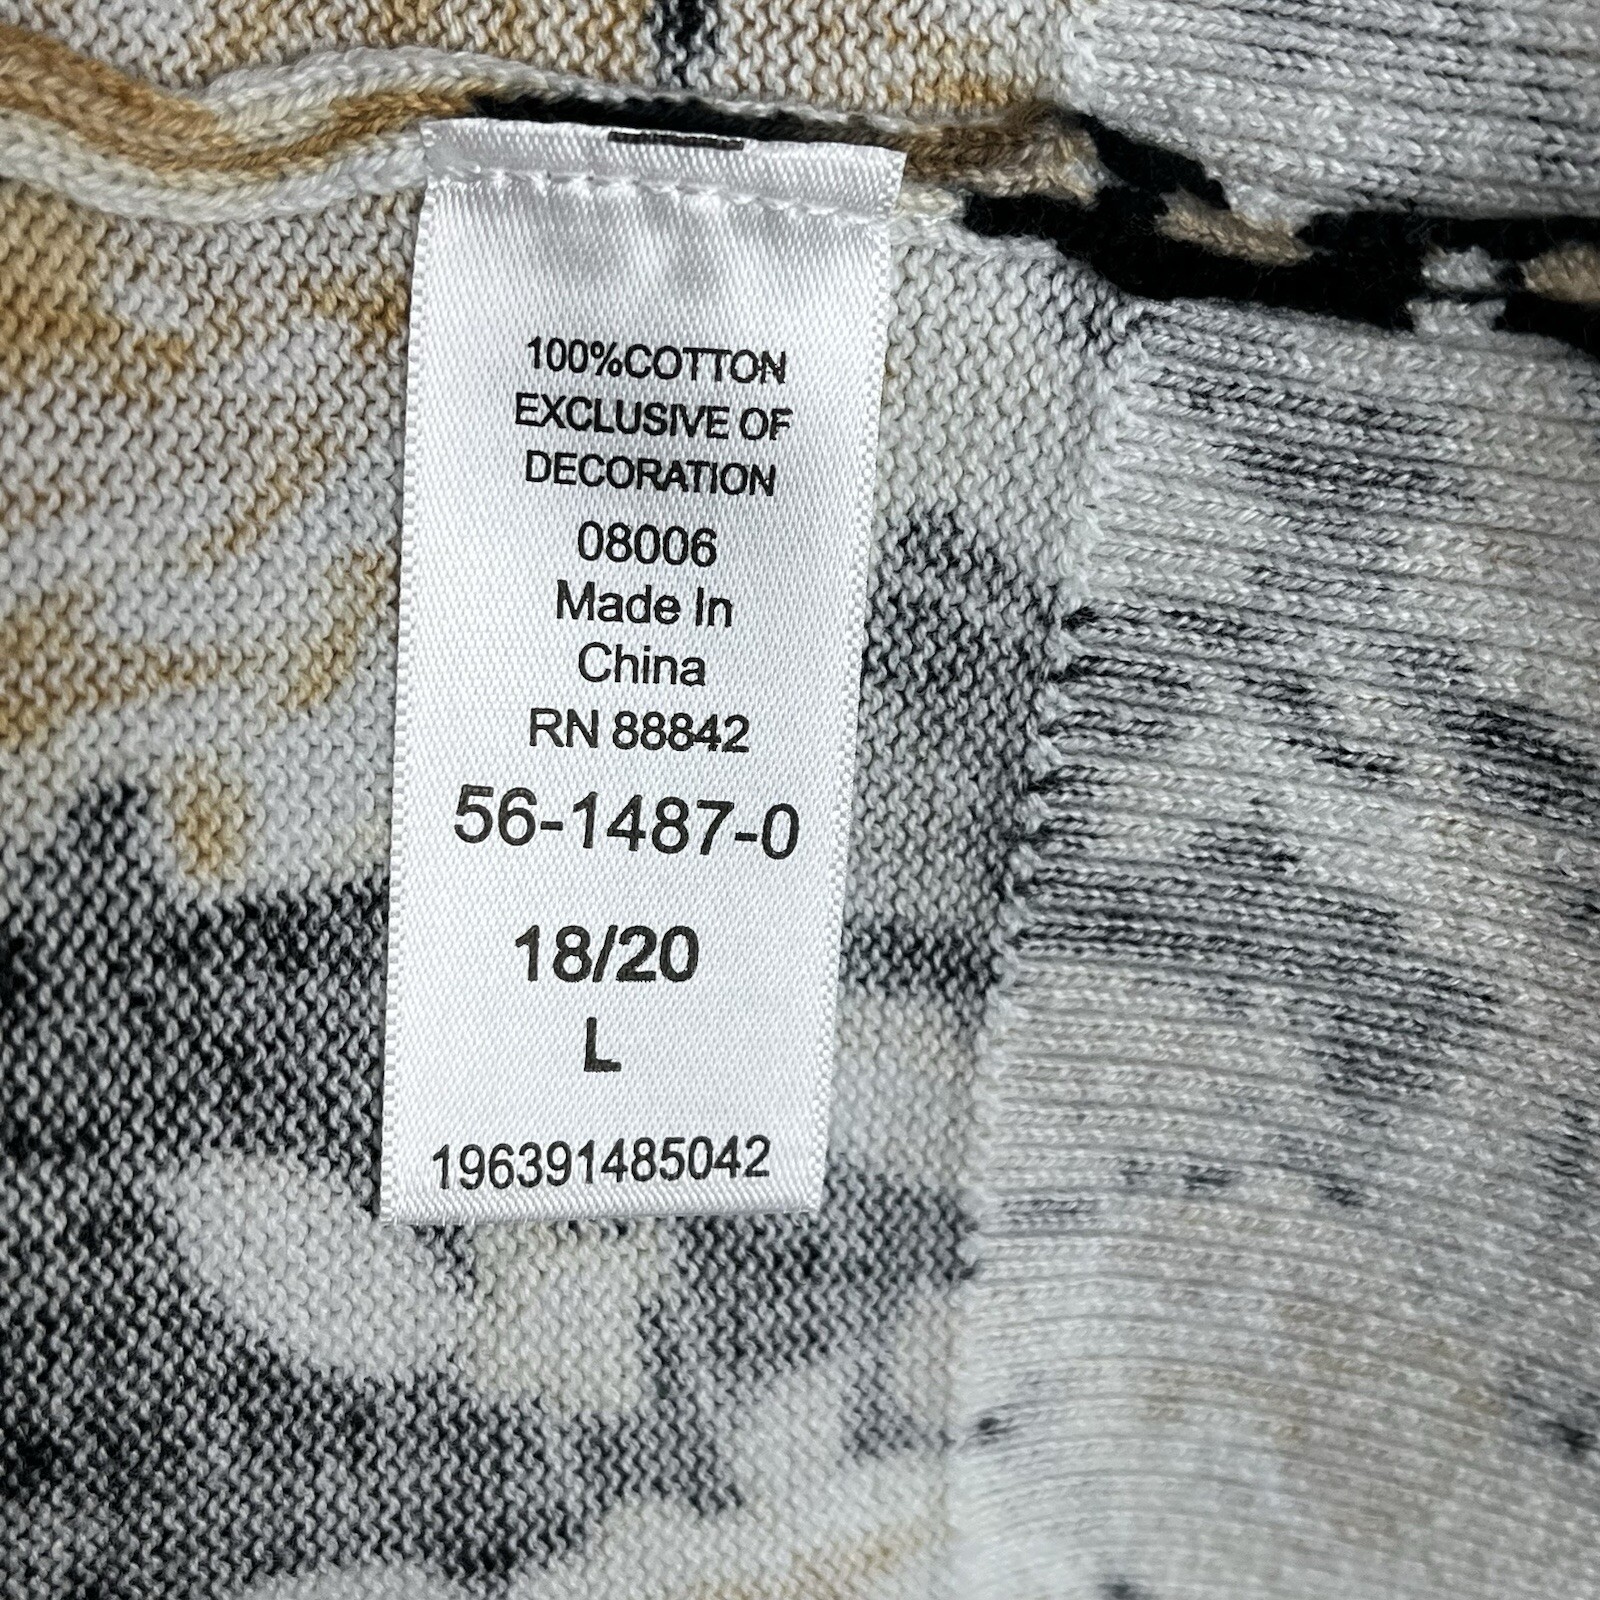 100%COTTON
EXCLUSIVE OF
DECORATION
08006
Made In
China
RN 88842
56-1487-0
18/20
L
196391485042